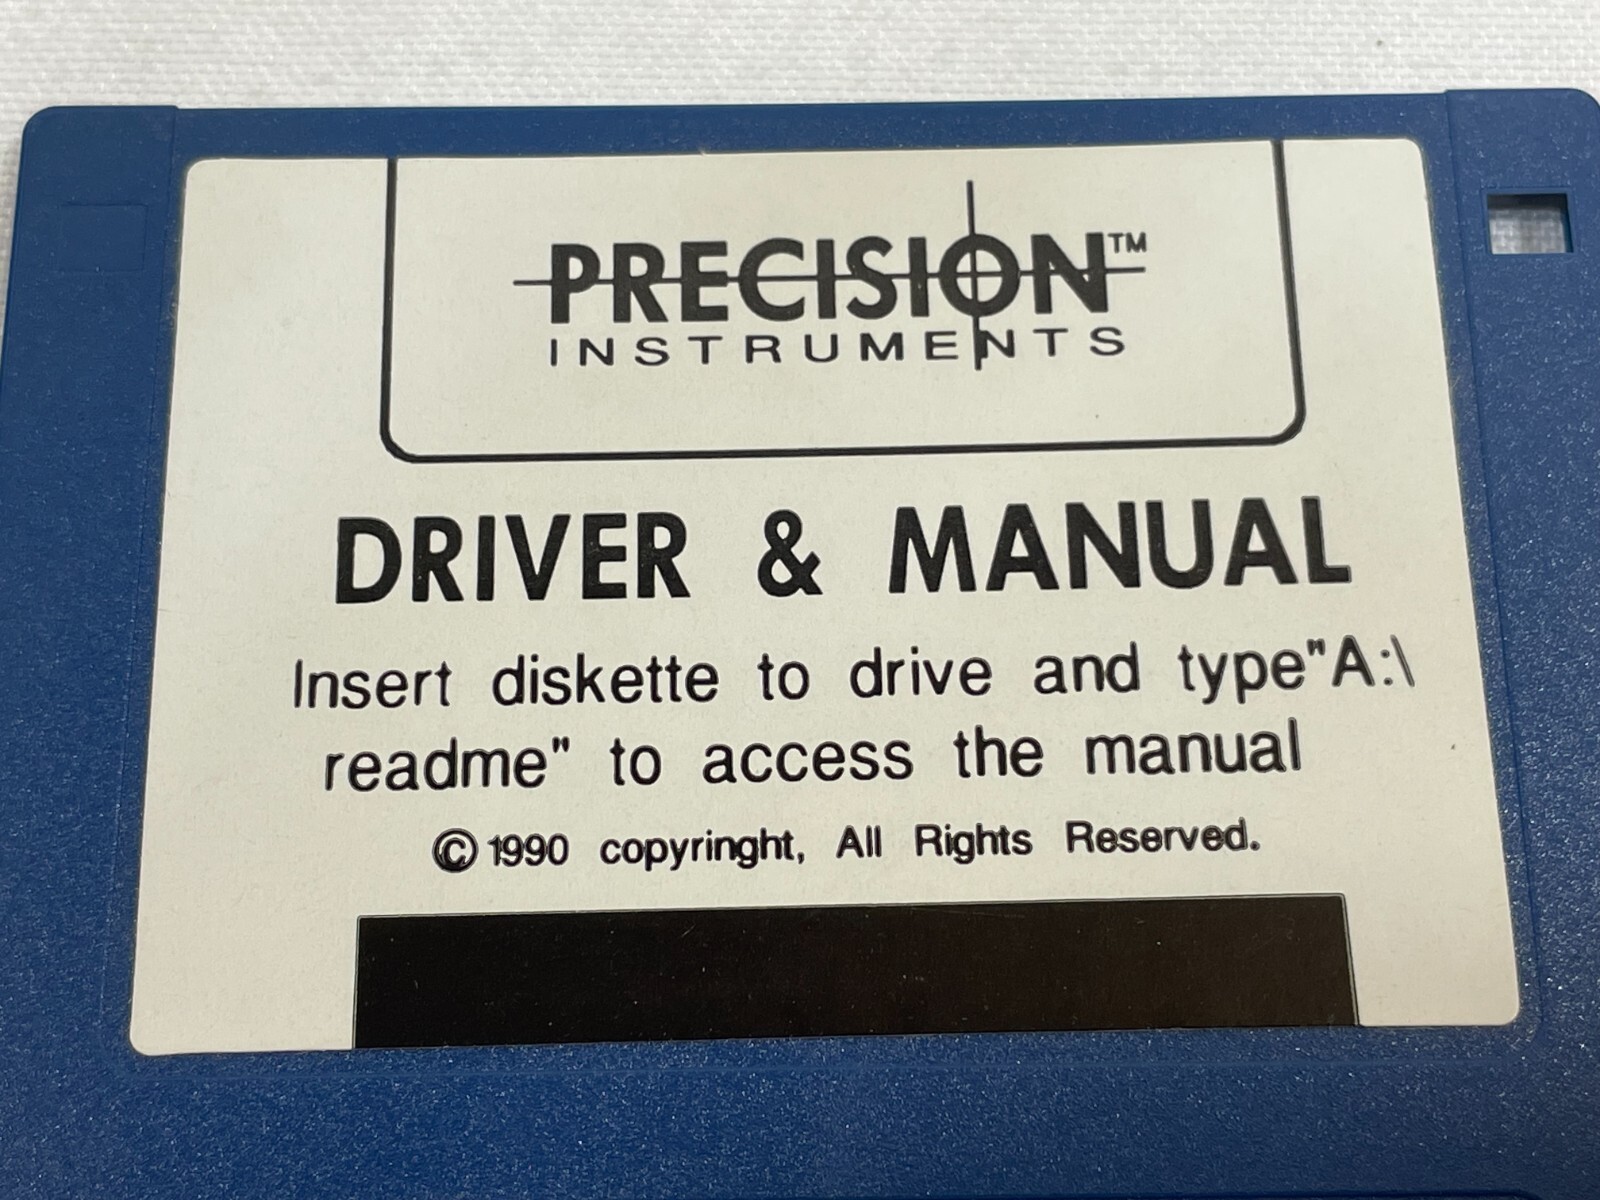 PRECISION™
INSTRUMENTS
DRIVER & MANUAL
Insert diskette to drive and type"A:\
readme" to access the manual
© 1990 copyringht, All Rights Reserved.